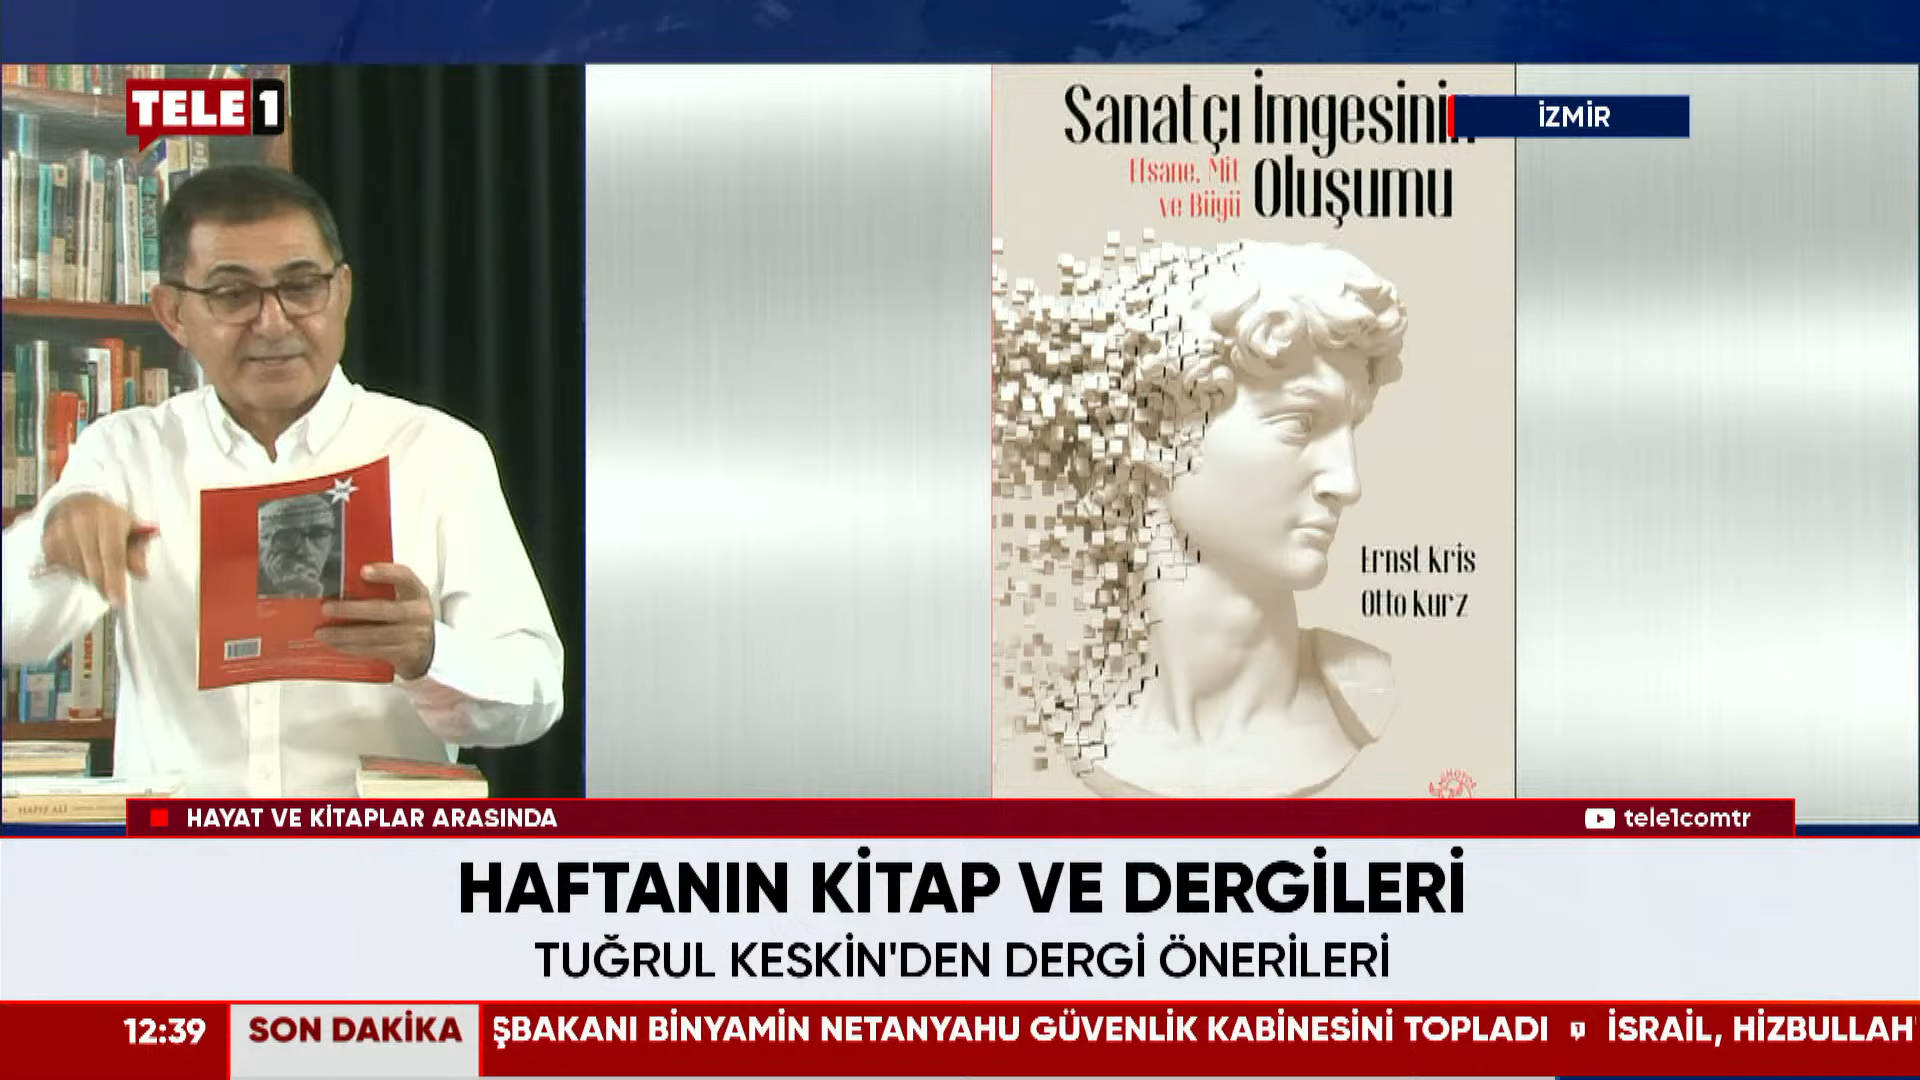 TELE1
Sanatçı İmgesinin
Efsane, Mit
ve Büyü
Oluşumu
İZMİR
Ernst Kris
Otto Kurz
HAYAT VE KİTAPLAR ARASINDA
tele1comtr
HAFTANIN KİTAP VE DERGİLERİ
TUĞRUL KESKİN'DEN DERGİ ÖNERİLERİ
12:39
SON DAKİKA
ŞBAKANI BİNYAMİN NETANYAHU GÜVENLİK KABİNESİNİ TOPLADI
İSRAİL, HİZBULLAH'